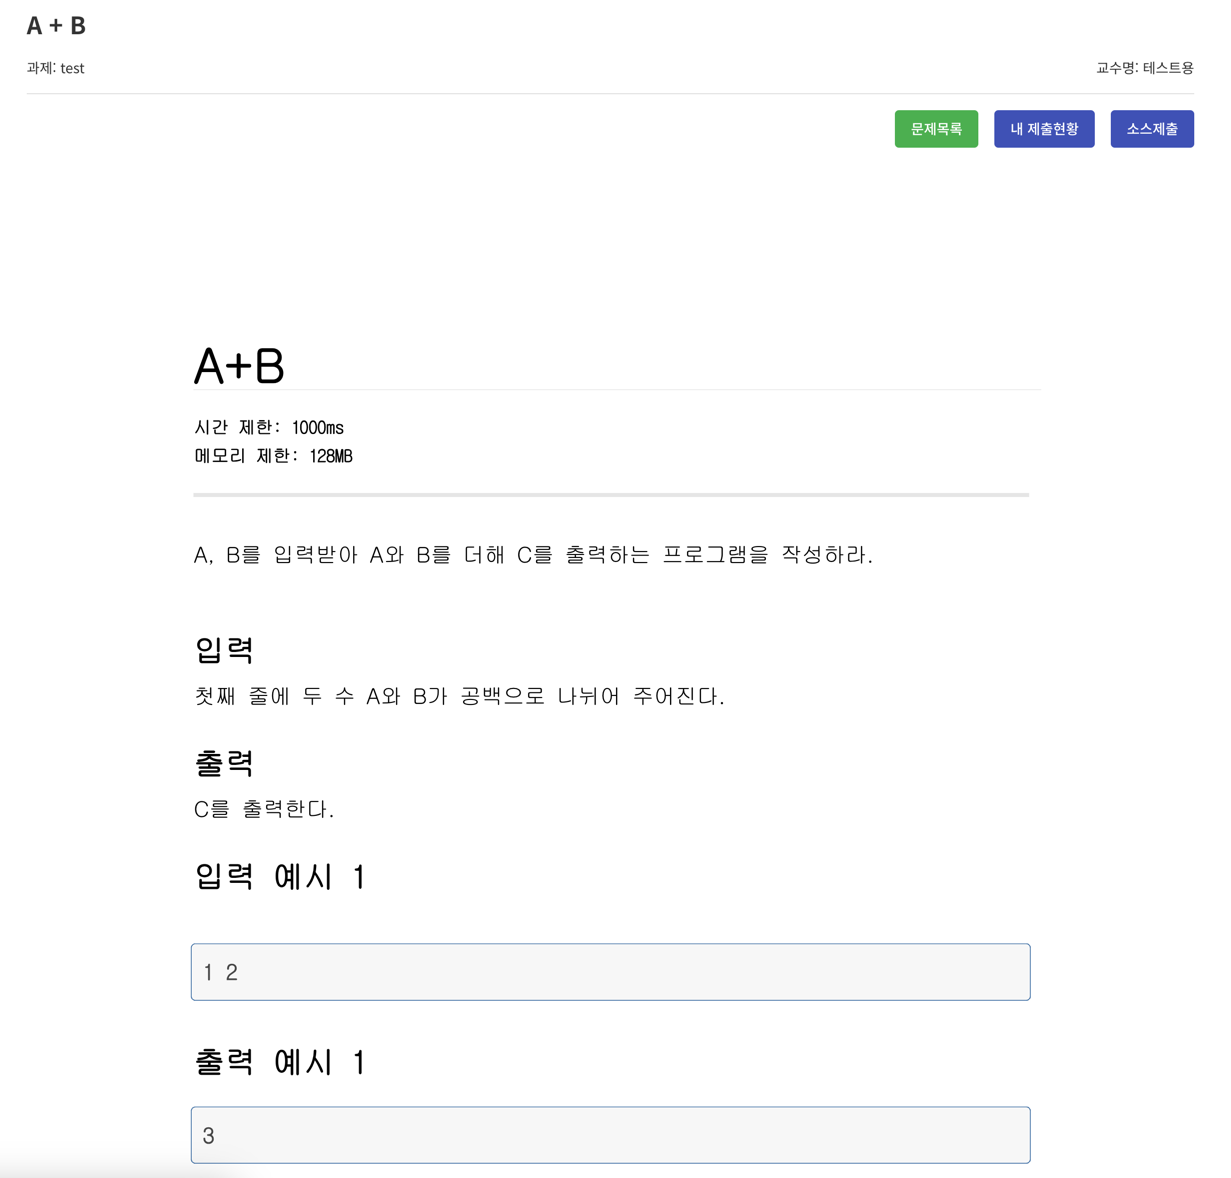 A + B
과제: test
교수명: 테스트용
문제목록
내 제출현황
소스제출
A+B
시간 제한: 1000ms
메모리 제한: 128MB
A, B를 입력받아 A와 B를 더해 C를 출력하는 프로그램을 작성하라.
입력
첫째 줄에 두 수 A와 B가 공백으로 나뉘어 주어진다.
출력
C를 출력한다.
입력 예시 1
1 2
출력 예시 1
3